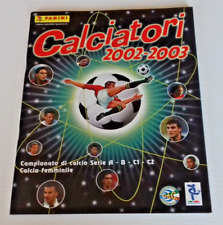 PANINI
Calciatori
2002-2003
Campionato di calcio Serie A - B - C1 - C2
Calcio femminile